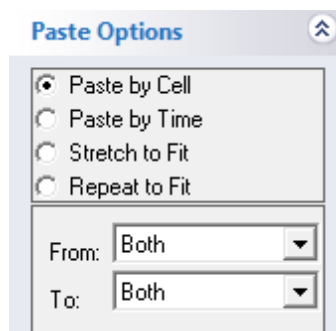 Paste Options
Paste by Cell
Paste by Time
Stretch to Fit
Repeat to Fit
From: Both
To: Both